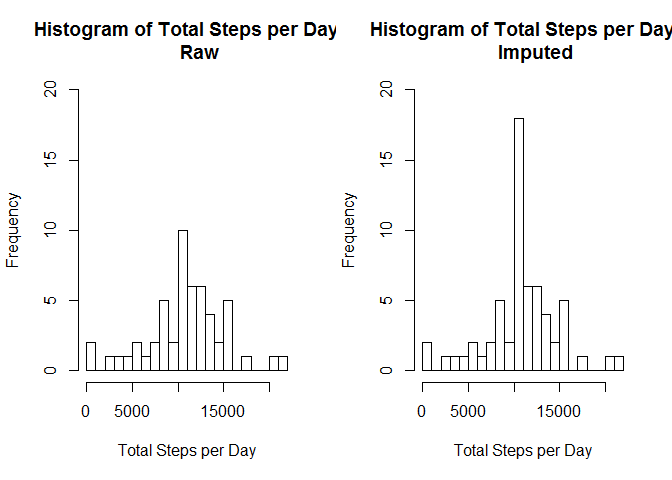 Histogram of Total Steps per Day
Raw
Frequency
20
15
10
5
0
0 5000 15000
Total Steps per Day
Histogram of Total Steps per Day
Imputed
Frequency
20
15
10
5
0
0 5000 15000
Total Steps per Day